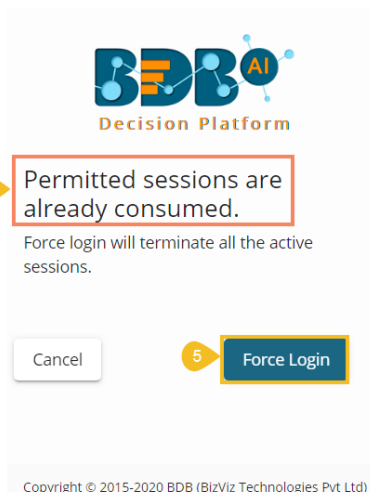 BDB AI
Decision Platform
Permitted sessions are
already consumed.
Force login will terminate all the active
sessions.
Cancel
5
Force Login
Copyright © 2015-2020 BDB (BizViz Technologies Pvt Ltd)